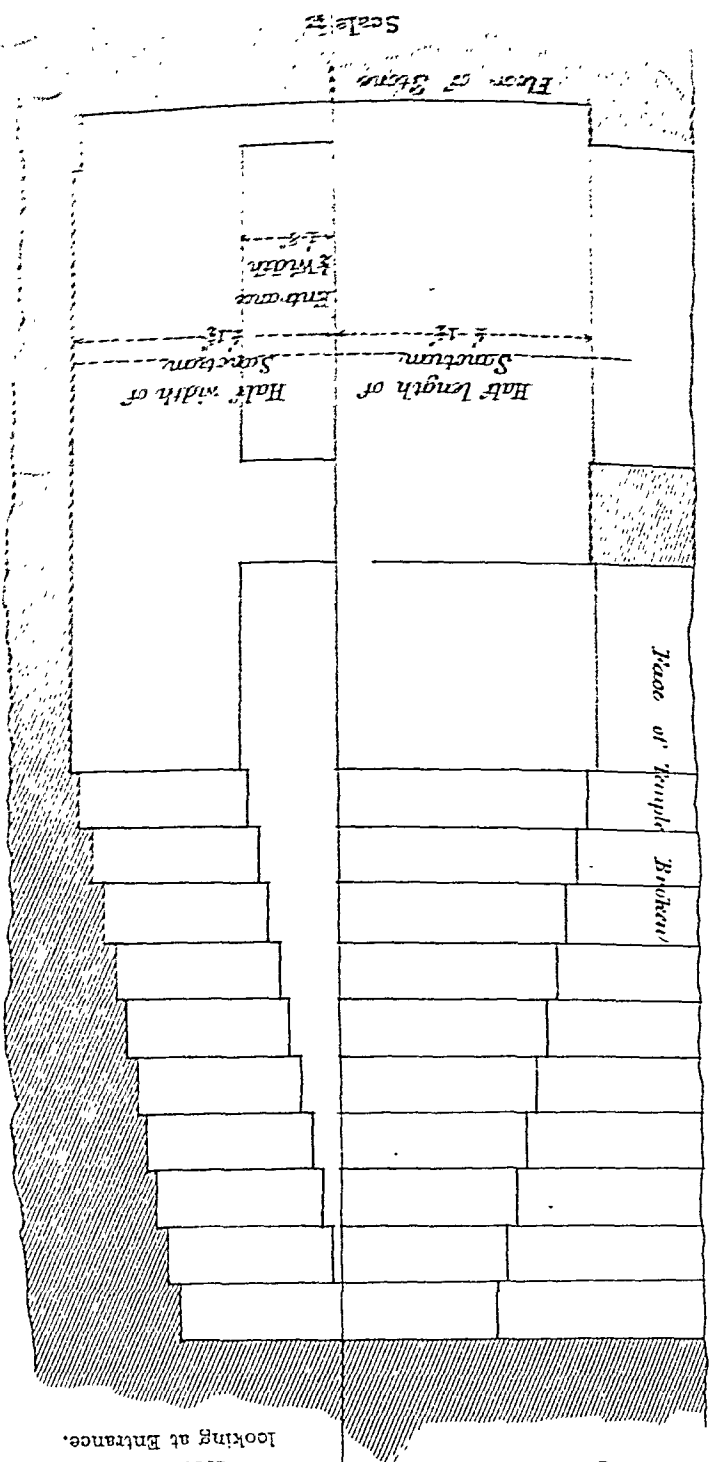 looking at Entrance.
Face of Temple Broken
Half width of
Sanctum
Half length of
Sanctum
Entrance
½ Width
Floor of Stone
Scale